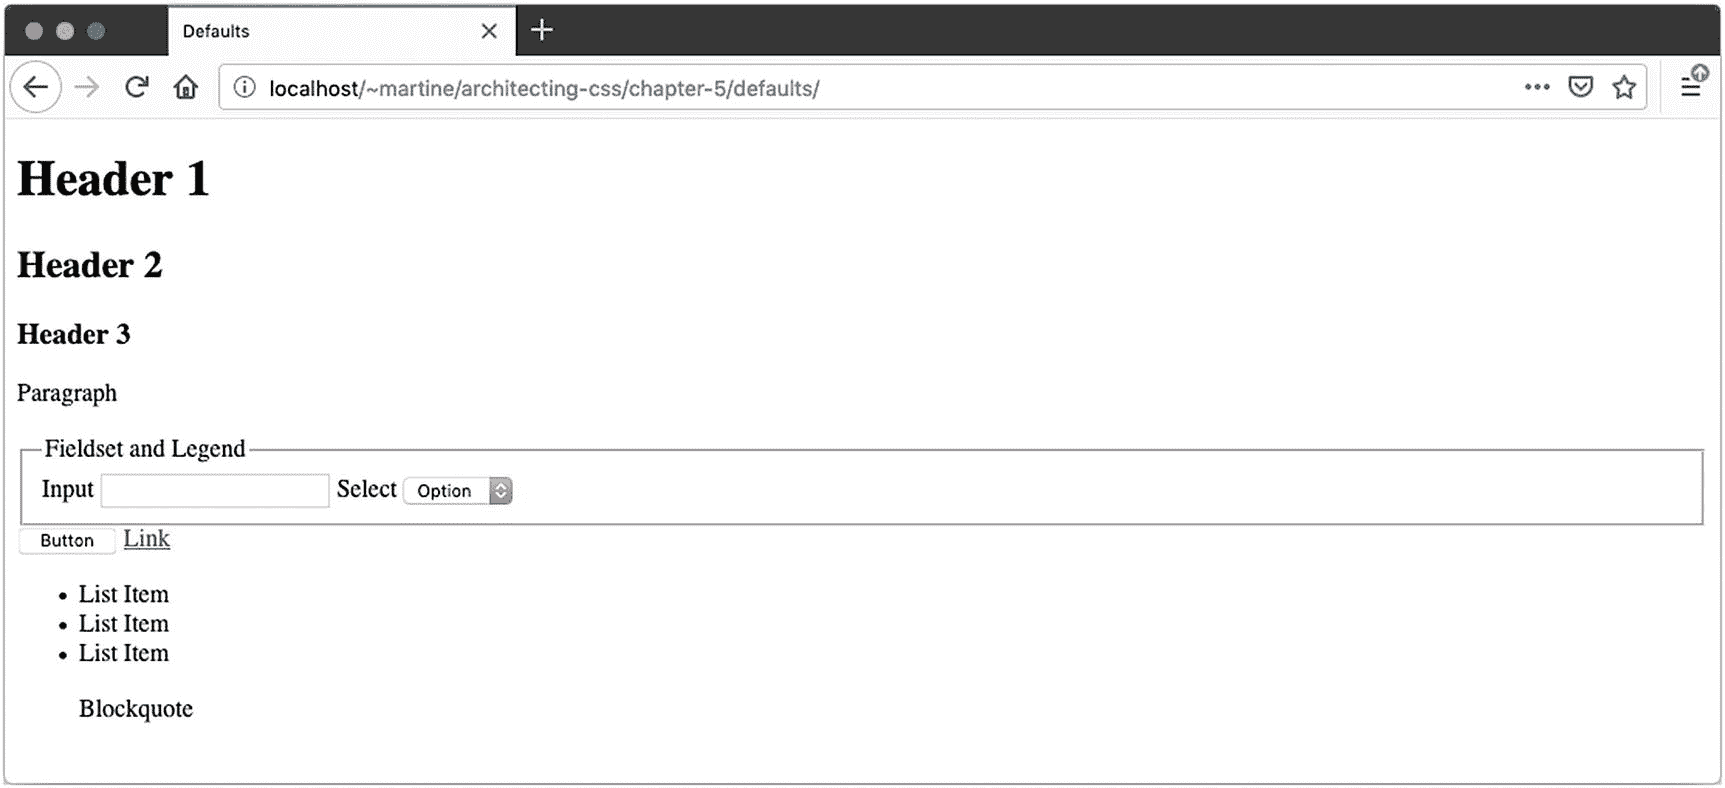 Defaults
localhost/~martine/architecting-css/chapter-5/defaults/
Header 1
Header 2
Header 3
Paragraph
Fieldset and Legend
Input Select Option
Button Link
• List Item
• List Item
• List Item
Blockquote